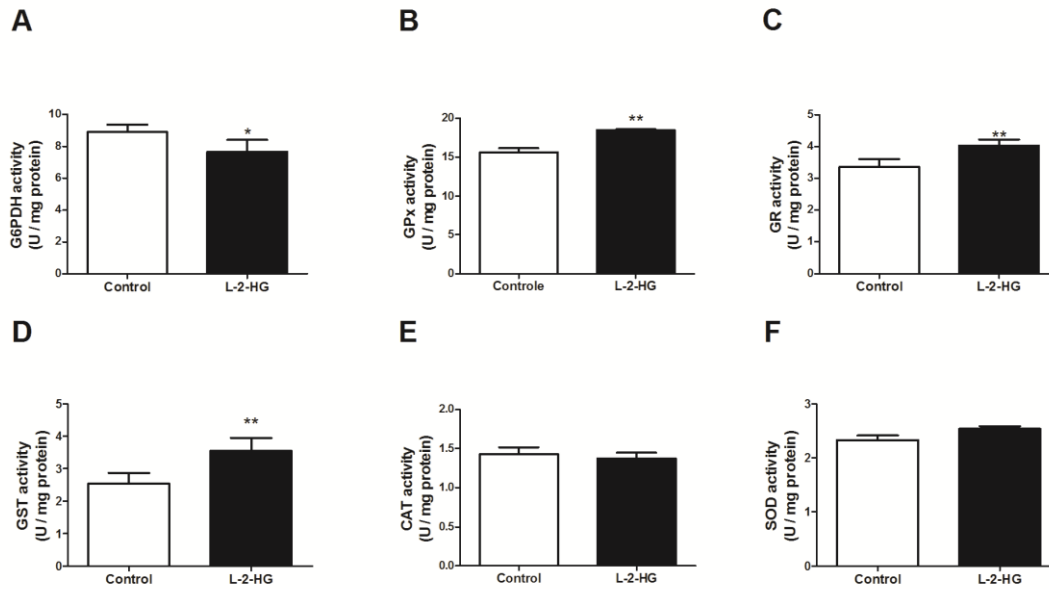 A
B
C
G6PDH activity
(U / mg protein)
10
8
6
4
2
0
*
Control
L-2-HG
GPx activity
(U / mg protein)
20
15
10
5
0
**
Controle
L-2-HG
GR activity
(U / mg protein)
5
4
3
2
1
0
**
Control
L-2-HG
D
E
F
GST activity
(U / mg protein)
5
4
3
2
1
0
**
Control
L-2-HG
CAT activity
(U / mg protein)
2.0
1.5
1.0
0.5
0.0
Control
L-2-HG
SOD activity
(U / mg protein)
3
2
1
0
Control
L-2-HG